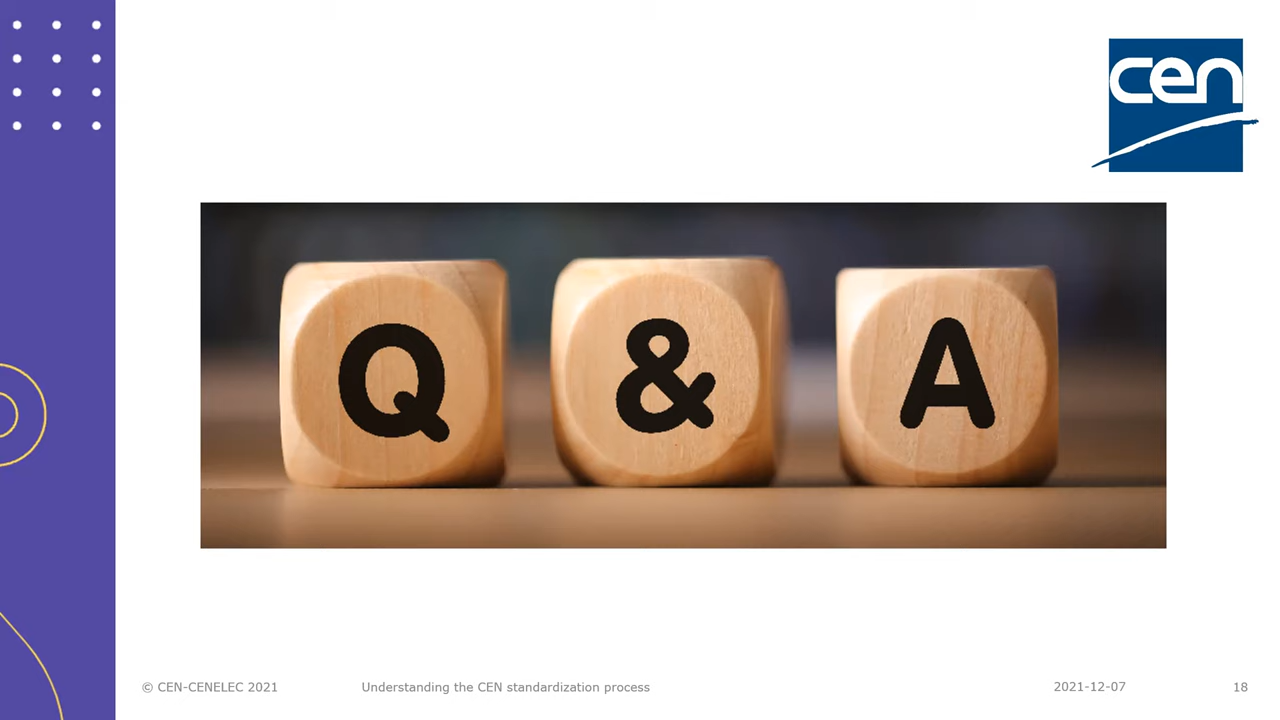 cen
Q & A
© CEN-CENELEC 2021 Understanding the CEN standardization process 2021-12-07 18